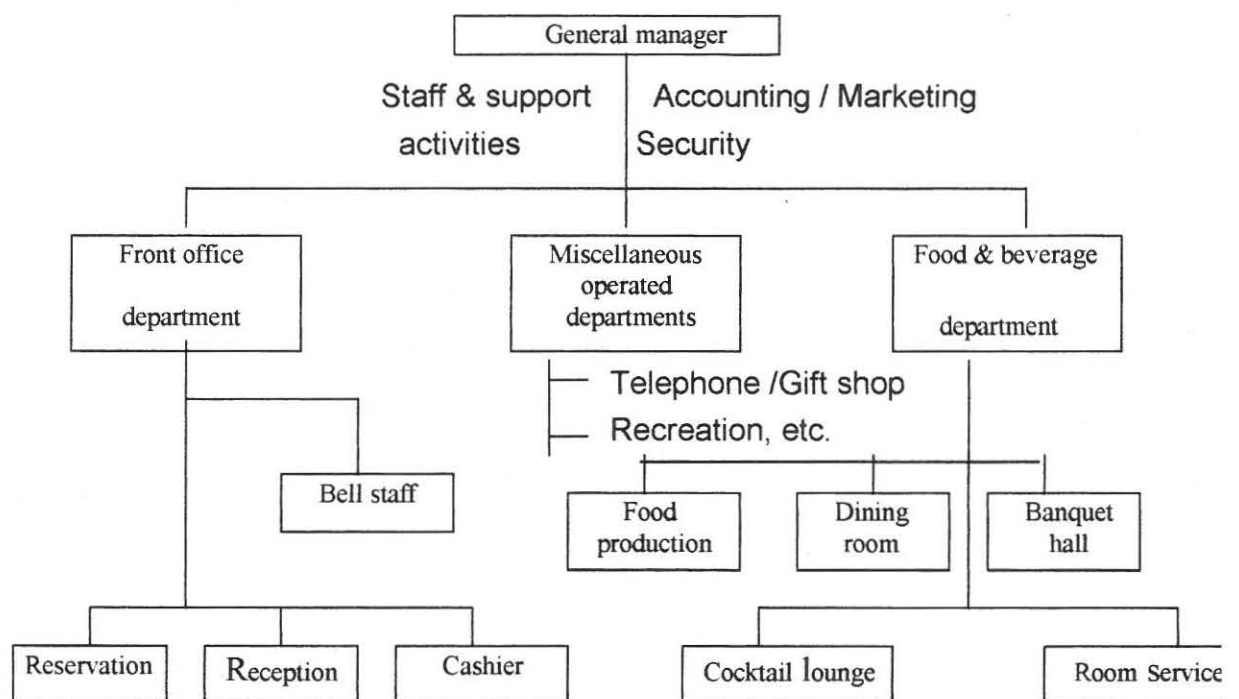 General manager
Staff & support
activities
Accounting / Marketing
Security
Front office
department
Miscellaneous
operated
departments
Food & beverage
department
Telephone /Gift shop
Recreation, etc.
Bell staff
Food
production
Dining
room
Banquet
hall
Reservation
Reception
Cashier
Cocktail lounge
Room service